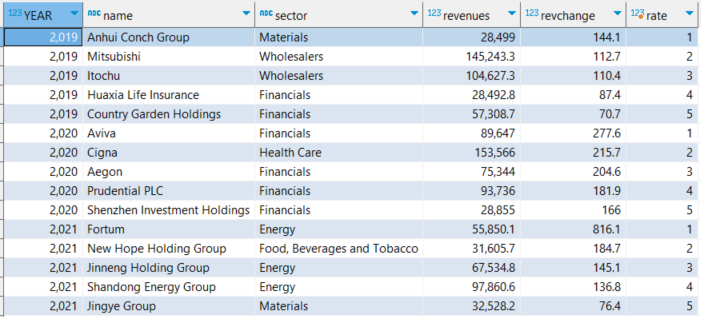 123 YEAR ABC name ABC sector 123 revenues 123 revchange 123 rate
2,019 Anhui Conch Group Materials 28,499 144.1 1
2,019 Mitsubishi Wholesalers 145,243.3 112.7 2
2,019 Itochu Wholesalers 104,627.3 110.4 3
2,019 Huaxia Life Insurance Financials 28,492.8 87.4 4
2,019 Country Garden Holdings Financials 57,308.7 70.7 5
2,020 Aviva Financials 89,647 277.6 1
2,020 Cigna Health Care 153,566 215.7 2
2,020 Aegon Financials 75,344 204.6 3
2,020 Prudential PLC Financials 93,736 181.9 4
2,020 Shenzhen Investment Holdings Financials 28,855 166 5
2,021 Fortum Energy 55,850.1 816.1 1
2,021 New Hope Holding Group Food, Beverages and Tobacco 31,605.7 184.7 2
2,021 Jinneng Holding Group Energy 67,534.8 145.1 3
2,021 Shandong Energy Group Energy 97,860.6 136.8 4
2,021 Jingye Group Materials 32,528.2 76.4 5